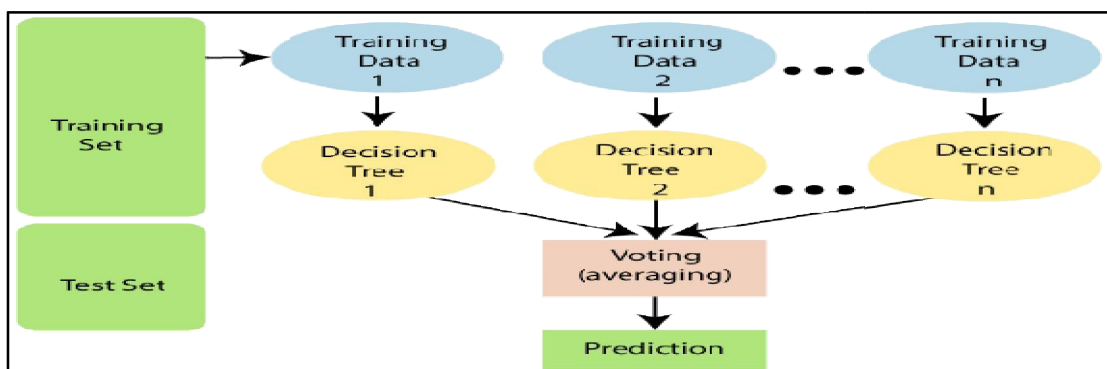 Training
Set
Test Set
Training
Data
1
Training
Data
2
Training
Data
n
Decision
Tree
1
Decision
Tree
2
Decision
Tree
n
Voting
(averaging)
Prediction